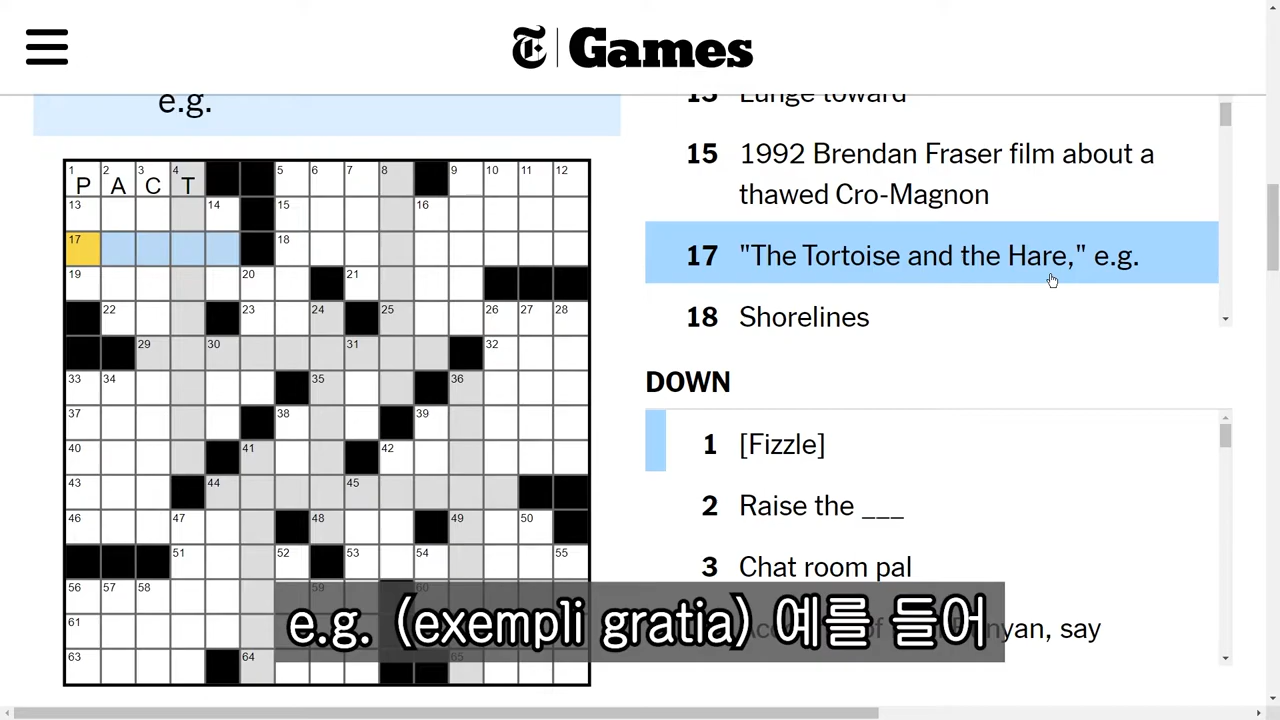 Games
e.g.
1 2 3 4 5 6 7 8 9 10 11 12
P A C T
13 14 15 16
17 18
19 20 21
22 23 24 25 26 27 28
29 30 31 32
33 34 35 36
37 38 39
40 41 42
43 44 45
46 47 48 49 50
51 52 53 54 55
56 57 58 59 60
61
63 64 65
13 Lunge toward
15 1992 Brendan Fraser film about a
thawed Cro-Magnon
17 "The Tortoise and the Hare," e.g.
18 Shorelines
DOWN
1 [Fizzle]
2 Raise the ___
3 Chat room pal
say
e.g. (exempli gratia) 예를 들어